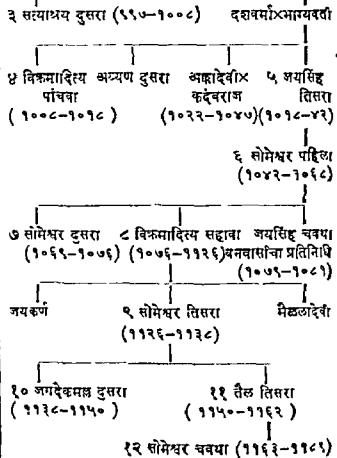 ३ सत्याश्रय दुसरा (९९७-१००८) दशवर्मा×भाग्यवती
४ विक्रमादित्य अय्यण दुसरा अक्कादेवी× ५ जयसिंह
पांचवा कदंबराज तिसरा
(१००८-१०१८) (१०२२-१०४७) (१०१८-४२)
६ सोमेश्वर पहिला
(१०४२-१०६८)
७ सोमेश्वर दुसरा ८ विक्रमादित्य सहावा जयसिंह चवथा
(१०६९-१०७६) (१०७६-११२६) बनवासीचा प्रतिनिधि
(१०७९-१०८१)
जयकर्ण ९ सोमेश्वर तिसरा मैळलादेवी
(११२६-११३८)
१० जगदेकमल्ल दुसरा ११ तैल तिसरा
(११३८-११५०) (११५०-११६२)
१२ सोमेश्वर चवथा (११६३-११८९)